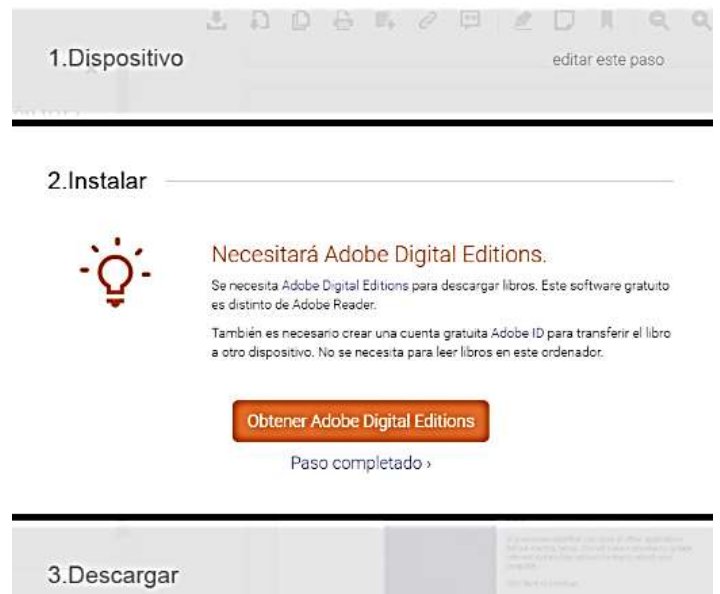 1.Dispositivo
editar este paso
2.Instalar
Necesitará Adobe Digital Editions.
Se necesita Adobe Digital Editions para descargar libros. Este software gratuito
es distinto de Adobe Reader.
También es necesario crear una cuenta gratuita Adobe ID para transferir el libro
a otro dispositivo. No se necesita para leer libros en este ordenador.
Obtener Adobe Digital Editions
Paso completado ›
3.Descargar